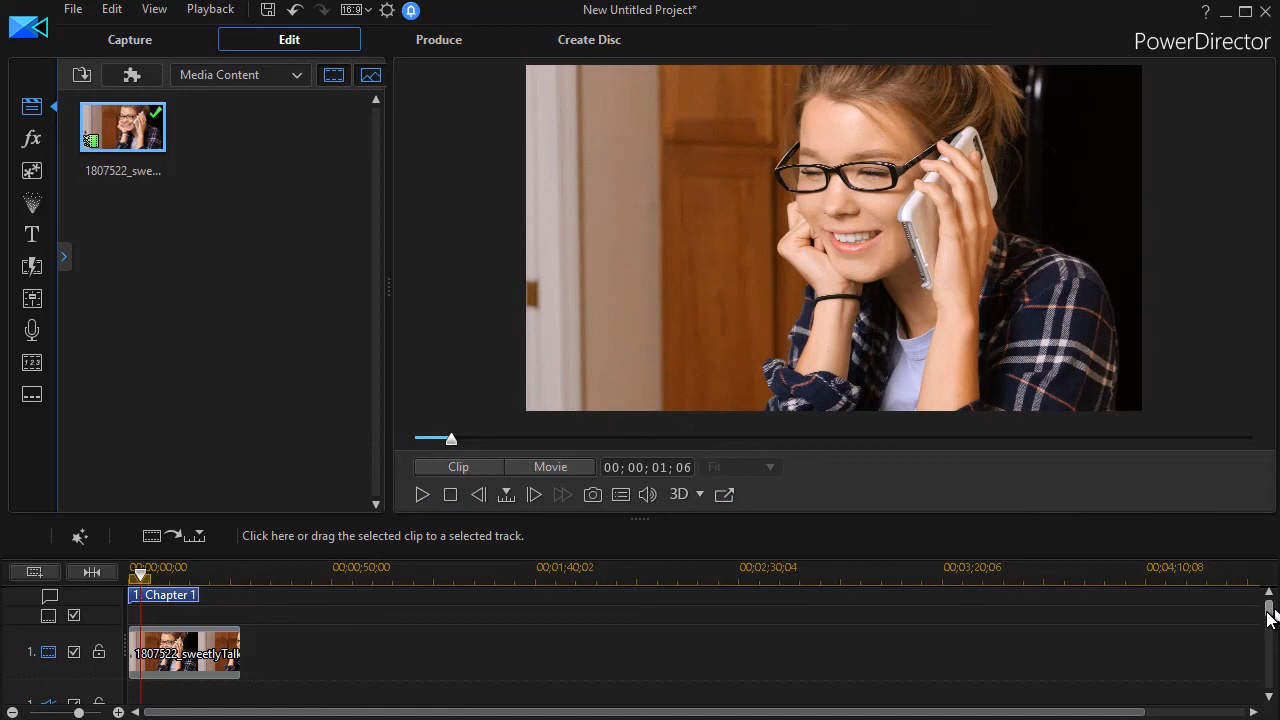 File Edit View Playback 16:9 New Untitled Project* ?
Capture Edit Produce Create Disc PowerDirector
Media Content
1807522_swe...
fx
T
Clip Movie 00;00;01;06 Fit
3D
Click here or drag the selected clip to a selected track.
00;00;00;00 00;00;50;00 00;01;40;02 00;02;30;04 00;03;20;06 00;04;10;08
1 Chapter 1
1. 1807522_sweetlyTalk